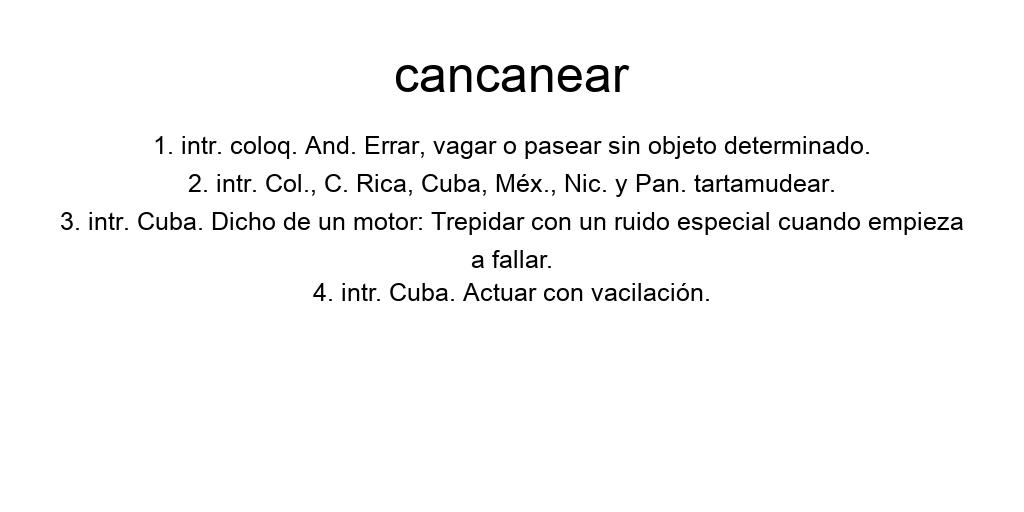 cancanear
1. intr. coloq. And. Errar, vagar o pasear sin objeto determinado.
2. intr. Col., C. Rica, Cuba, Méx., Nic. y Pan. tartamudear.
3. intr. Cuba. Dicho de un motor: Trepidar con un ruido especial cuando empieza
a fallar.
4. intr. Cuba. Actuar con vacilación.